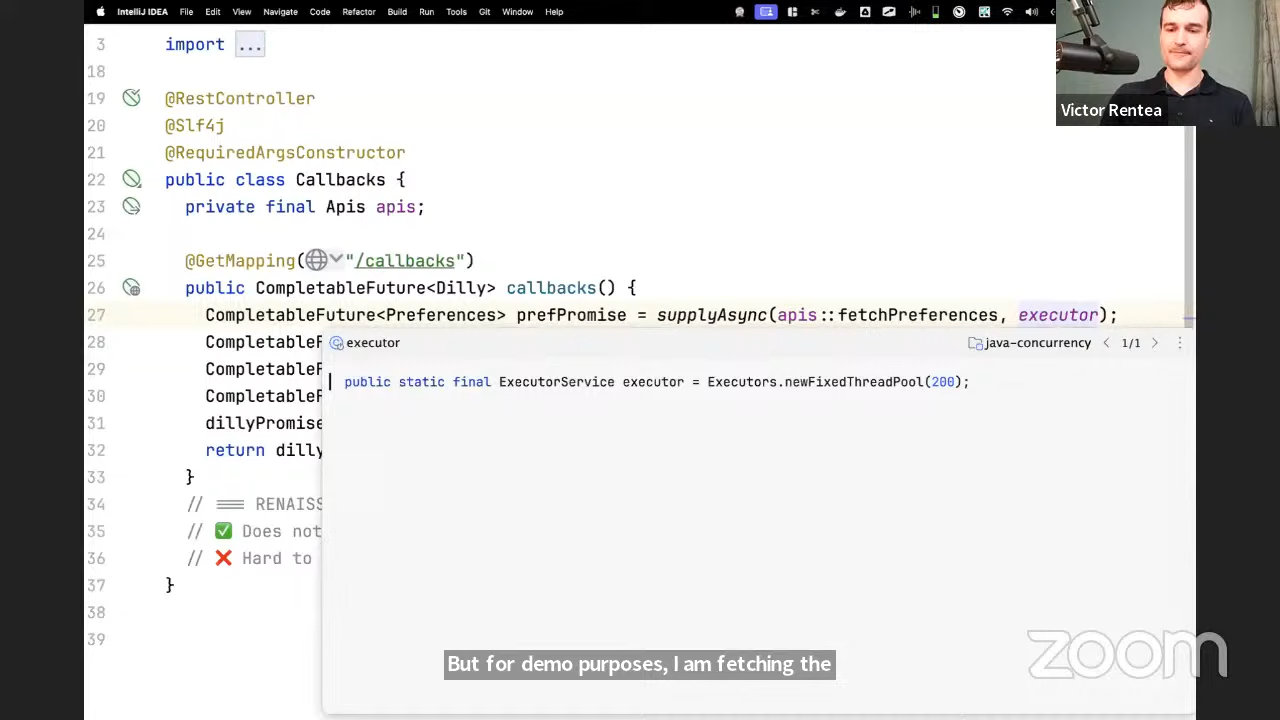 IntelliJ IDEA File Edit View Navigate Code Refactor Build Run Tools Git Window Help
Victor Rentea
3 import ...
18
19 @RestController
20 @Slf4j
21 @RequiredArgsConstructor
22 public class Callbacks {
23 private final Apis apis;
24
25 @GetMapping("/callbacks")
26 public CompletableFuture<Dilly> callbacks() {
27 CompletableFuture<Preferences> prefPromise = supplyAsync(apis::fetchPreferences, executor);
28 CompletableF
executor java-concurrency 1/1
29 CompletableF
public static final ExecutorService executor = Executors.newFixedThreadPool(200);
30 CompletableF
31 dillyPromise
32 return dilly
33 }
34 // === RENAISS
35 // ✅ Does not
36 // ❌ Hard to
37 }
38
39
But for demo purposes, I am fetching the
zoom